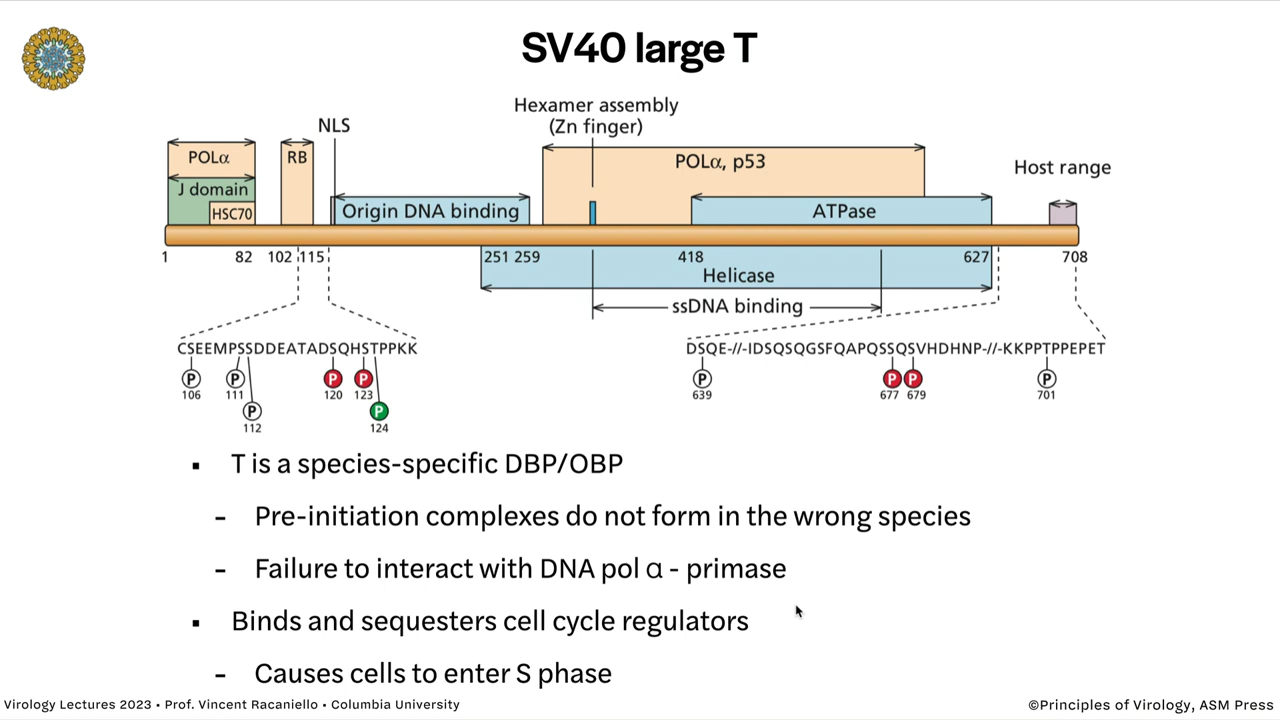 SV40 large T
Hexamer assembly
(Zn finger)
NLS
POLα
RB
POLα, p53
Host range
J domain
HSC70
Origin DNA binding
ATPase
1
82
102
115
251
259
418
627
708
Helicase
ssDNA binding
CSEEMPSSDDEATADSQHSTPPKK
DSQE-//-IDSQSQGSFQAPQSSQSVHDHNP-//-KKPPTPPEPET
P
P
P
P
P
P
P
P
106
111
120
123
639
677
679
701
P
P
112
124
▪ T is a species-specific DBP/OBP
- Pre-initiation complexes do not form in the wrong species
- Failure to interact with DNA pol α - primase
▪ Binds and sequesters cell cycle regulators
- Causes cells to enter S phase
Virology Lectures 2023 • Prof. Vincent Racaniello • Columbia University
©Principles of Virology, ASM Press